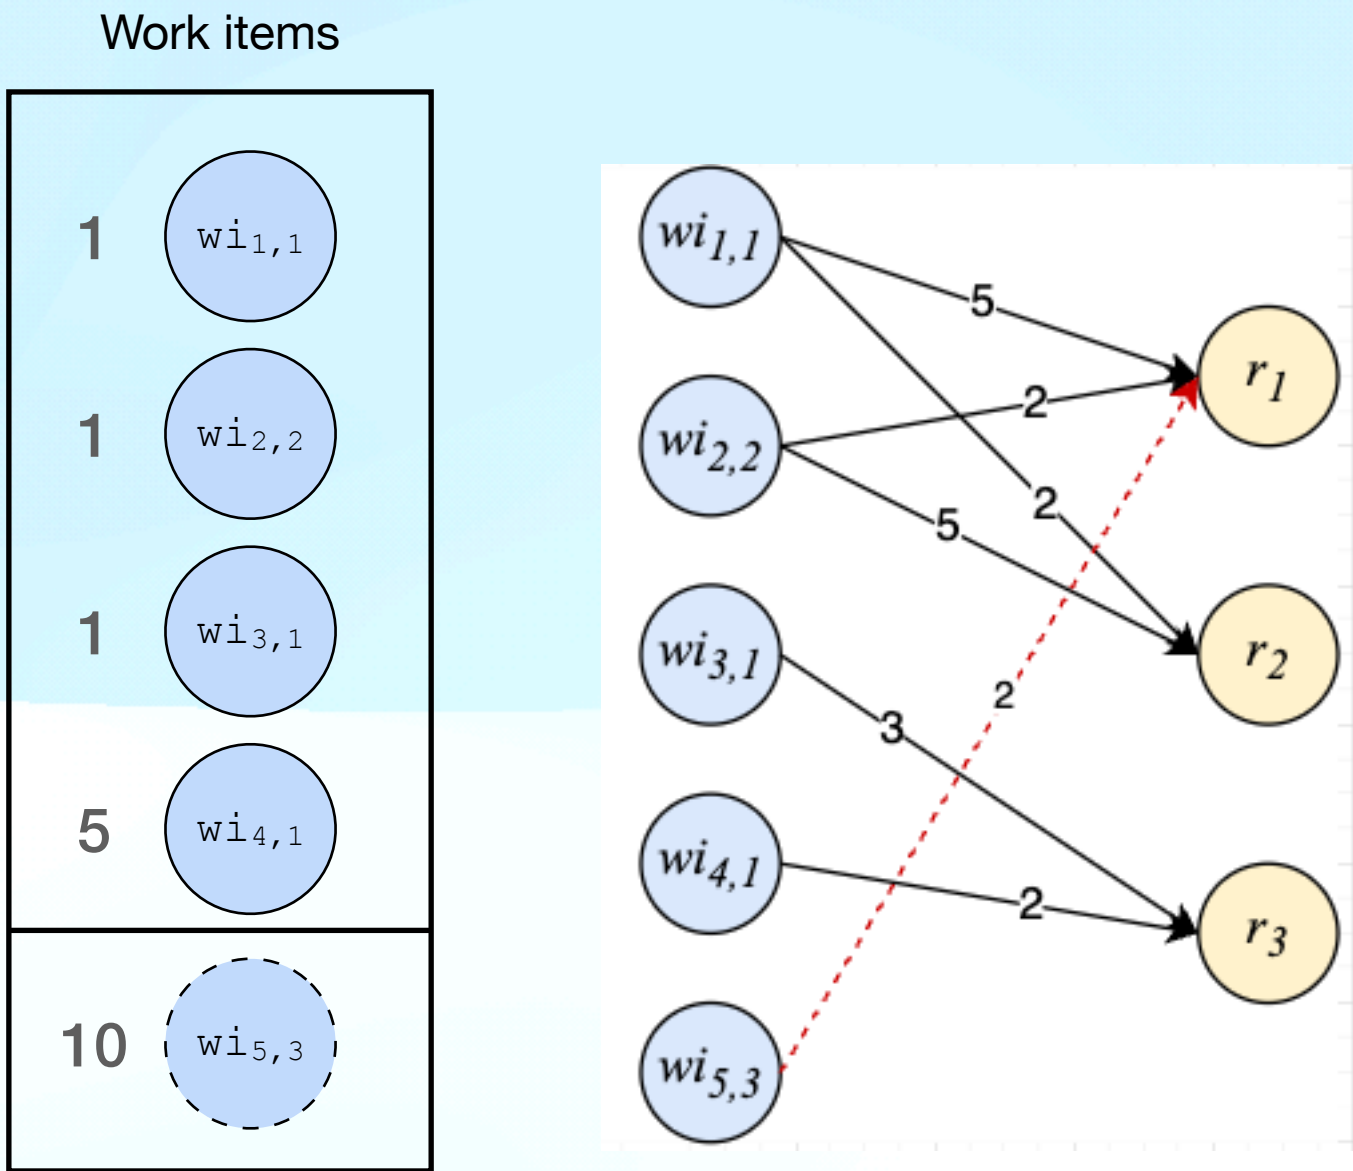 Work items
1 wi1,1
1 wi2,2
1 wi3,1
5 wi4,1
10 wi5,3
wi1,1
5
r1
2
wi2,2
2
5
r2
wi3,1
2
3
wi4,1
2
r3
wi5,3